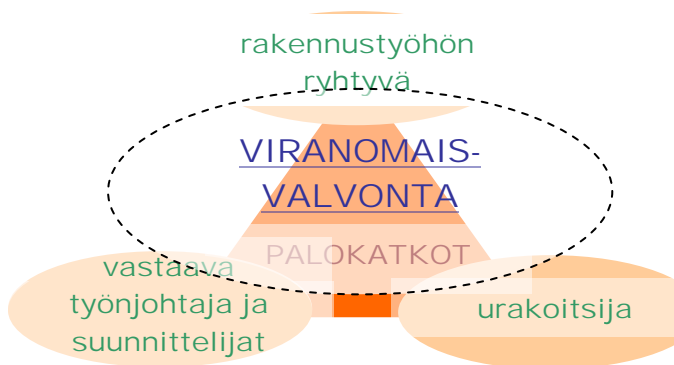 rakennustyöhön
ryhtyvä
VIRANOMAIS-
VALVONTA
PALOKATKOT
vastaava
työnjohtaja ja
suunnittelijat
urakoitsija